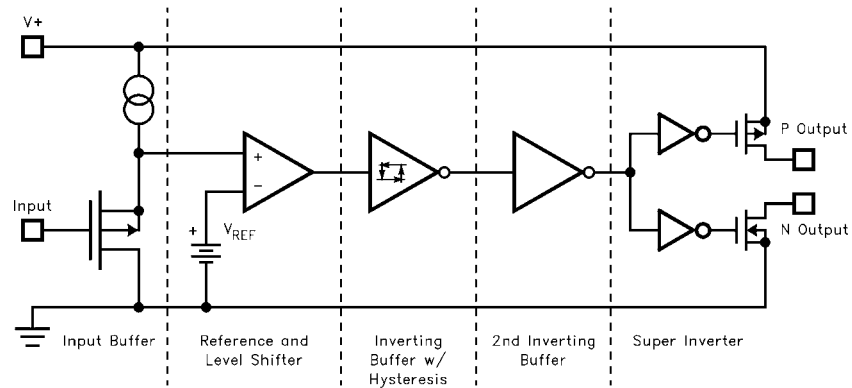 V+
P Output
+
−
Input
+
VREF
N Output
Input Buffer
Reference and
Level Shifter
Inverting
Buffer w/
Hysteresis
2nd Inverting
Buffer
Super Inverter